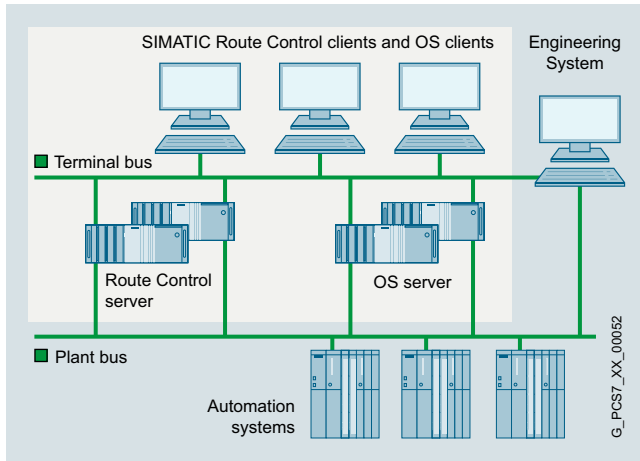 SIMATIC Route Control clients and OS clients
Engineering
System
Terminal bus
Route Control
server
OS server
Plant bus
Automation
systems
G_PCS7_XX_00052